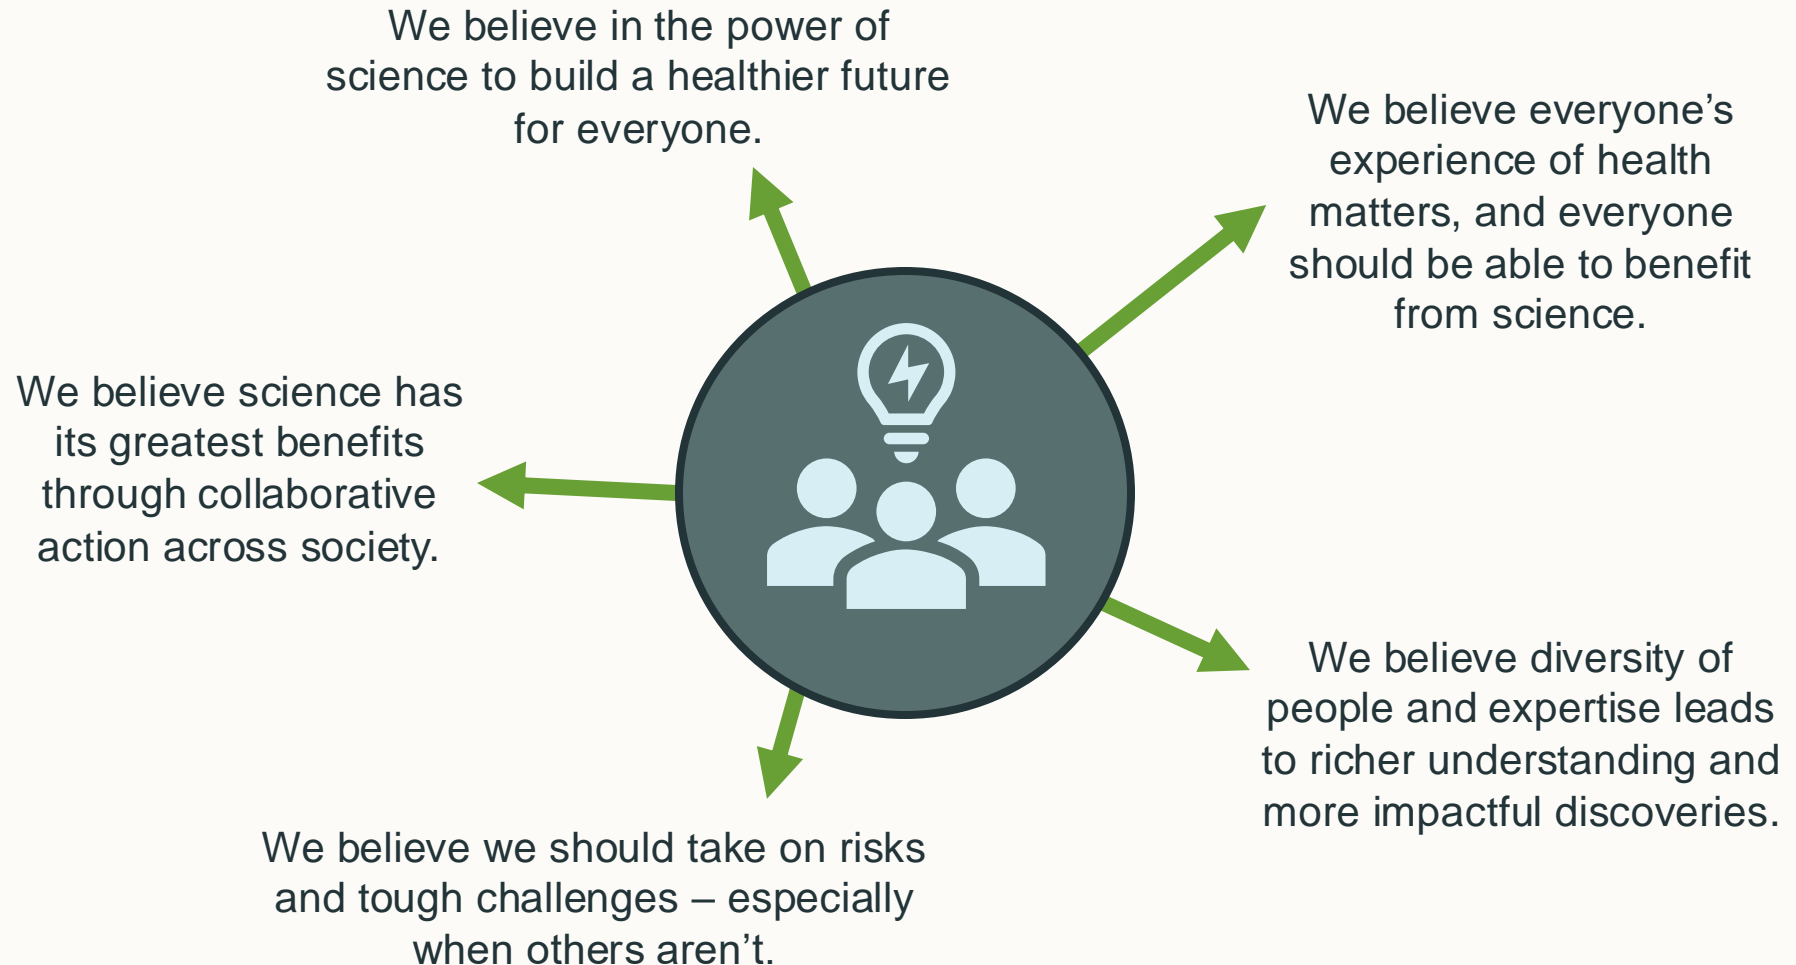 We believe in the power of
science to build a healthier future
for everyone.
We believe everyone’s
experience of health
matters, and everyone
should be able to benefit
from science.
We believe science has
its greatest benefits
through collaborative
action across society.
We believe diversity of
people and expertise leads
to richer understanding and
more impactful discoveries.
We believe we should take on risks
and tough challenges – especially
when others aren’t.